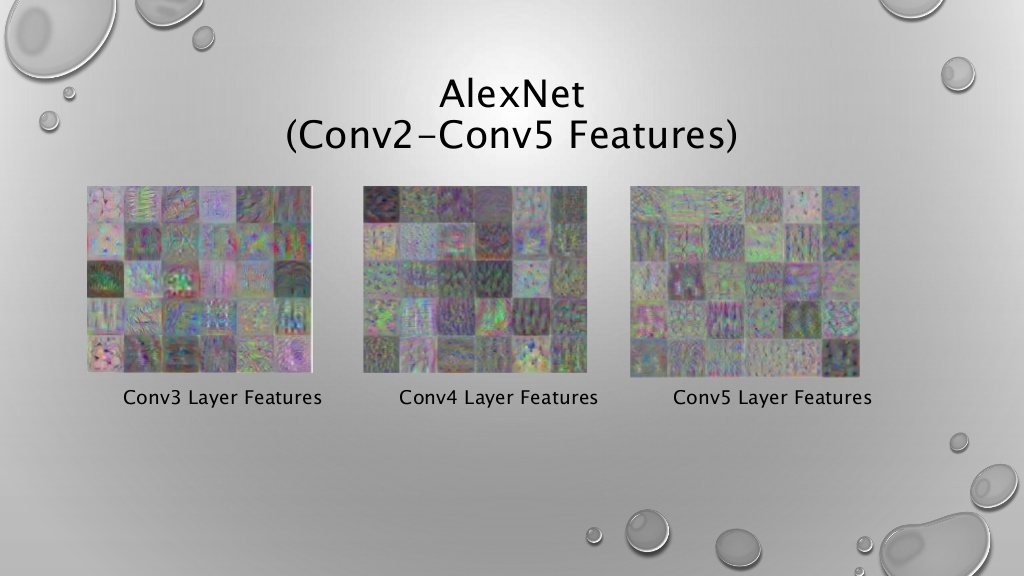 AlexNet
(Conv2-Conv5 Features)
Conv3 Layer Features
Conv4 Layer Features
Conv5 Layer Features